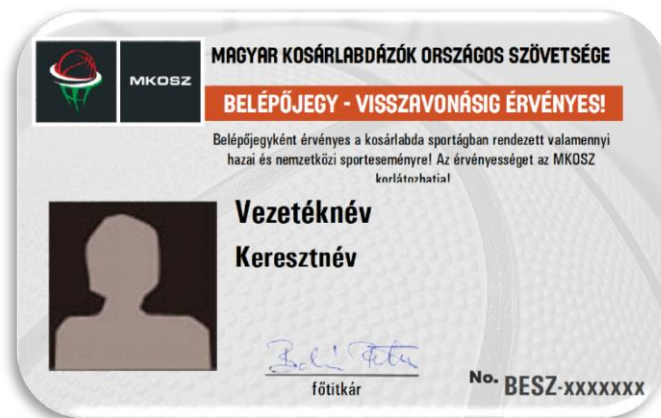 MKOSZ
MAGYAR KOSÁRLABDÁZÓK ORSZÁGOS SZÖVETSÉGE
BELÉPŐJEGY - VISSZAVONÁSIG ÉRVÉNYES!
Belépőjegyként érvényes a kosárlabda sportágban rendezett valamennyi
hazai és nemzetközi sporteseményre! Az érvényességet az MKOSZ
korlátozhatja!
Vezetéknév
Keresztnév
főtitkár
No. BESZ-xxxxxxx